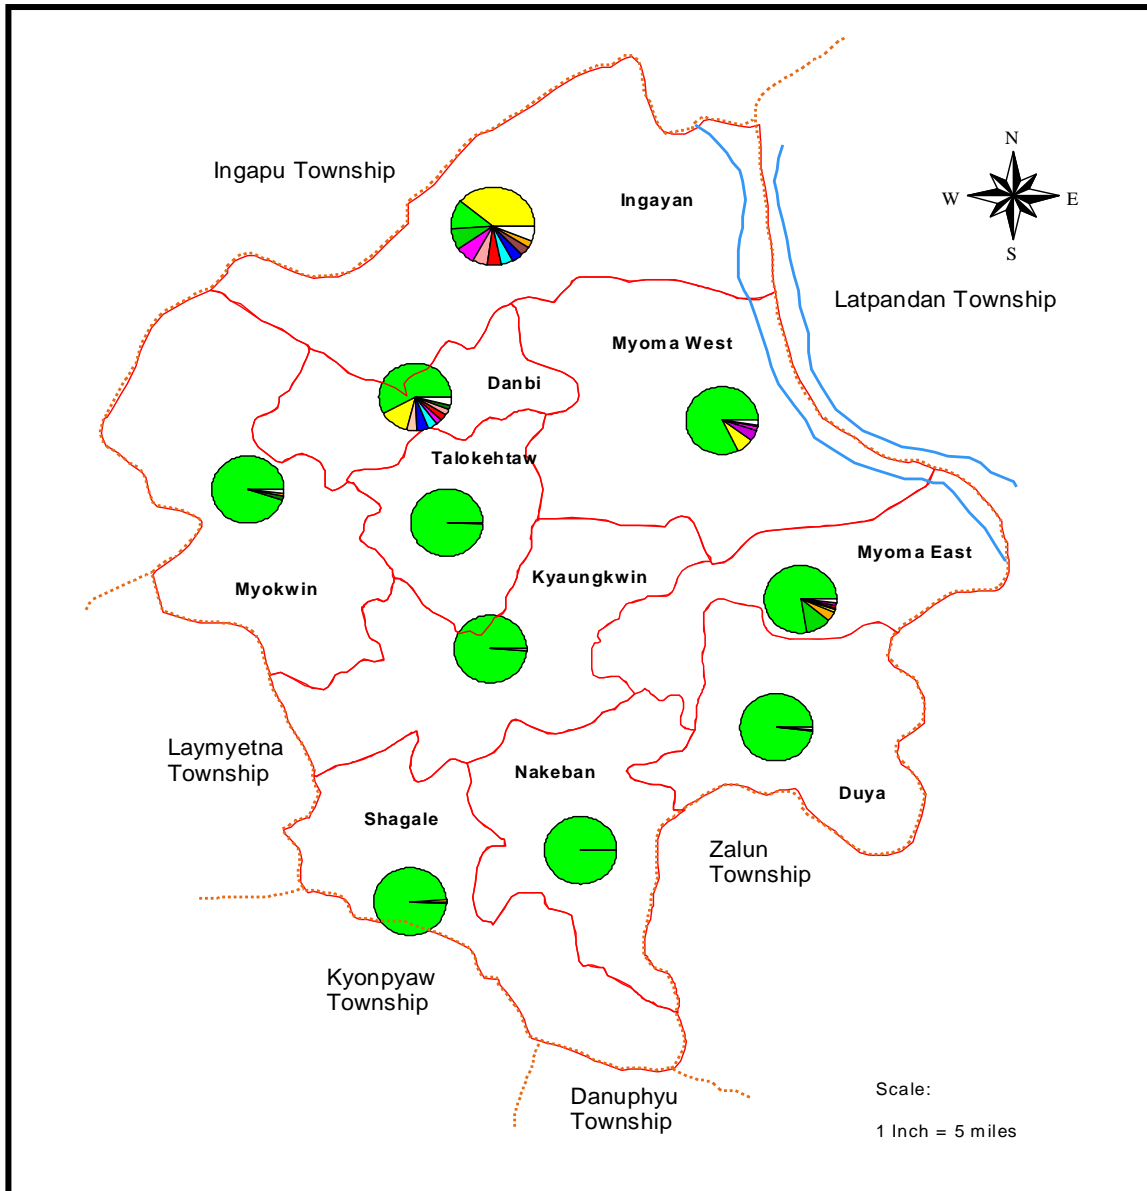 N
W
E
S
Ingapu Township
Ingayan
Latpandan Township
Myoma West
Danbi
Talokehtaw
Myoma East
Kyaungkwin
Myokwin
Laymyetna
Township
Nakeban
Duya
Shagale
Zalun
Township
Kyonpyaw
Township
Danuphyu
Township
Scale:
1 Inch = 5 miles